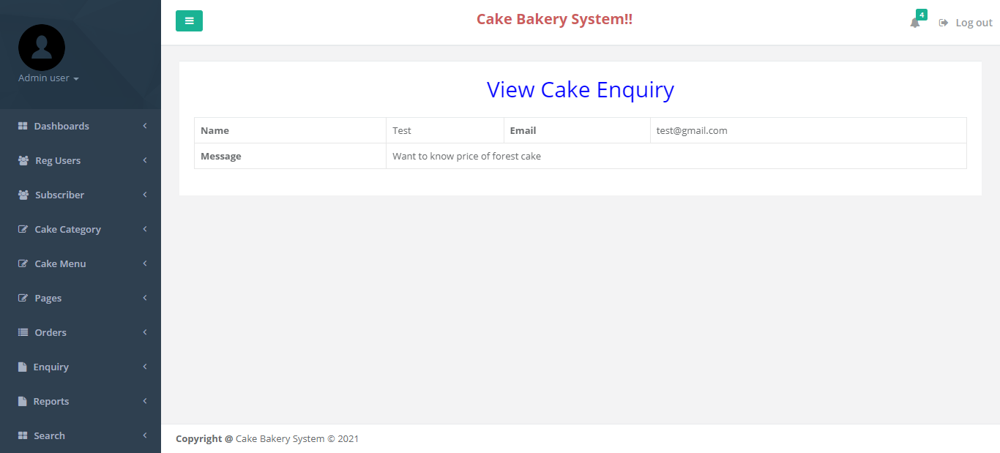 Cake Bakery System!!
4
Log out
Admin user
Dashboards
Reg Users
Subscriber
Cake Category
Cake Menu
Pages
Orders
Enquiry
Reports
Search
View Cake Enquiry
Name Test Email test@gmail.com
Message Want to know price of forest cake
Copyright @ Cake Bakery System © 2021